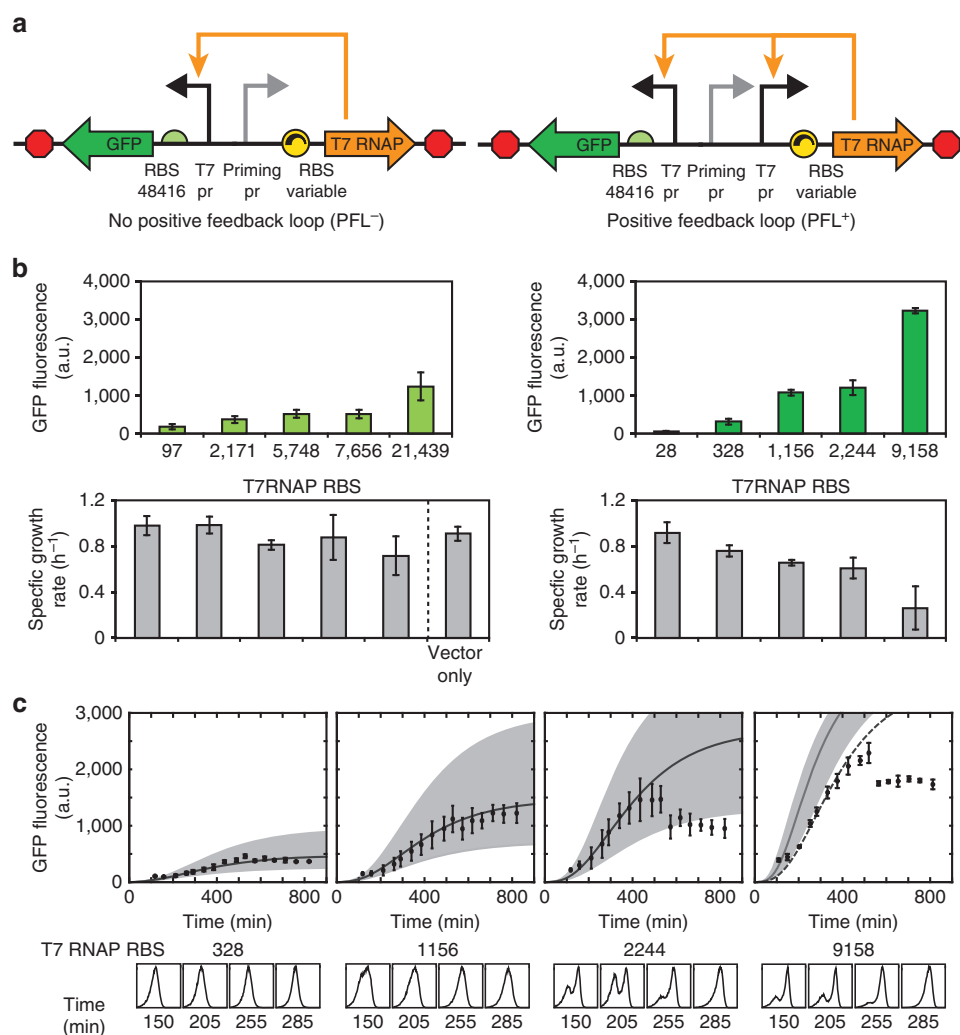 a
GFP
T7 RNAP
RBS 48416
T7 pr
Priming pr
RBS variable
No positive feedback loop (PFL⁻)
GFP
T7 RNAP
RBS 48416
T7 pr
Priming pr
T7 pr
RBS variable
Positive feedback loop (PFL⁺)
b
GFP fluorescence (a.u.)
4,000
3,000
2,000
1,000
0
97 2,171 5,748 7,656 21,439
T7RNAP RBS
GFP fluorescence (a.u.)
4,000
3,000
2,000
1,000
0
28 328 1,156 2,244 9,158
T7RNAP RBS
Specfic growth rate (h⁻¹)
1.2
0.8
0.4
0
Vector only
Specfic growth rate (h⁻¹)
1.2
0.8
0.4
0
c
GFP fluorescence (a.u.)
3,000
2,000
1,000
0
0 400 800 0 400 800 0 400 800 0 400 800
Time (min) Time (min) Time (min) Time (min)
T7 RNAP RBS 328 1156 2244 9158
Time (min)
150 205 255 285 150 205 255 285 150 205 255 285 150 205 255 285